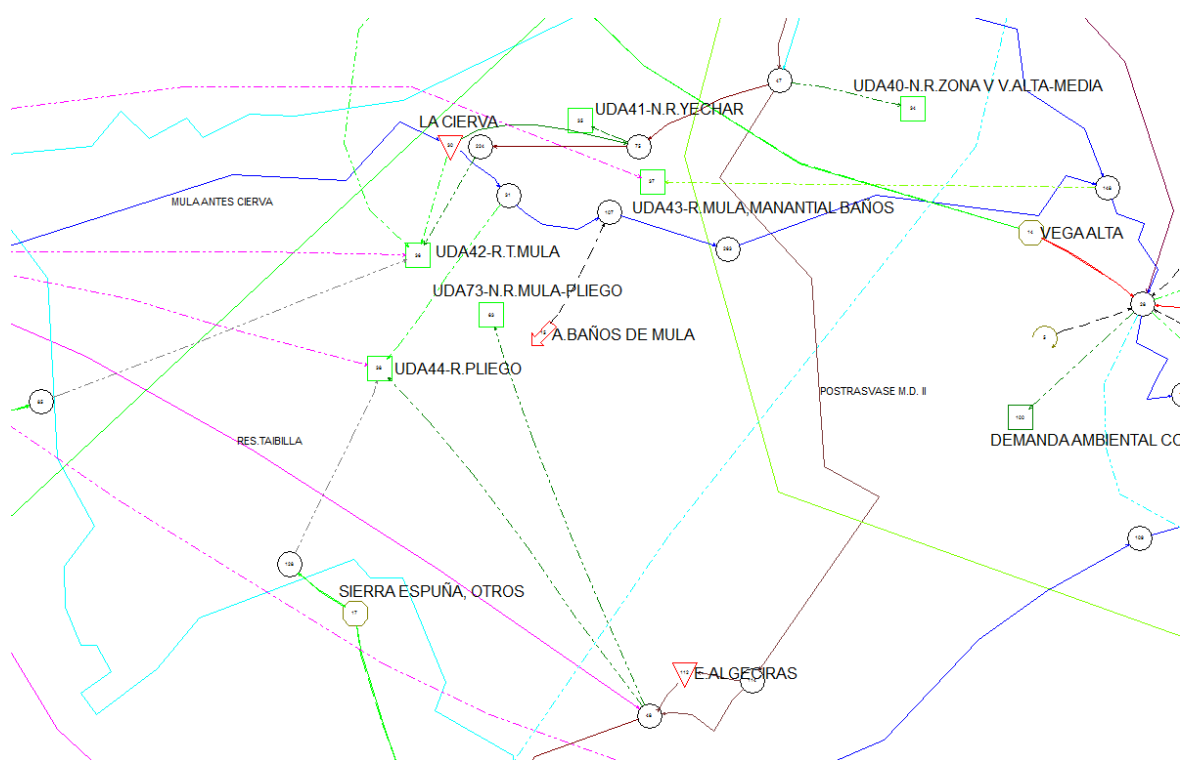 UDA40-N.R.ZONA V V.ALTA-MEDIA
UDA41-N.R.YECHAR
LA CIERVA
MULA ANTES CIERVA
UDA43-R.MULA,MANANTIAL BAÑOS
VEGA ALTA
UDA42-R.T.MULA
UDA73-N.R.MULA-PLIEGO
A.BAÑOS DE MULA
UDA44-R.PLIEGO
POSTRASVASE M.D. II
RES.TAIBILLA
DEMANDA AMBIENTAL CO
SIERRA ESPUÑA, OTROS
E.ALGECIRAS